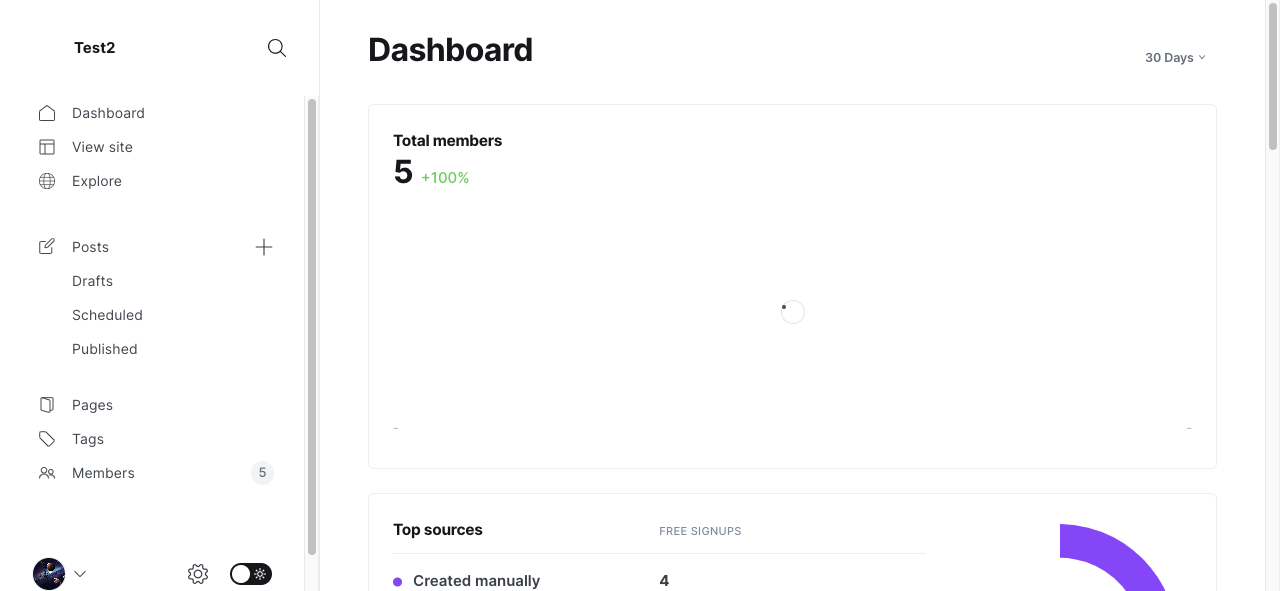 Test2
Dashboard
View site
Explore
Posts
Drafts
Scheduled
Published
Pages
Tags
Members 5
Dashboard
30 Days
Total members
5 +100%
- -
Top sources FREE SIGNUPS
Created manually 4